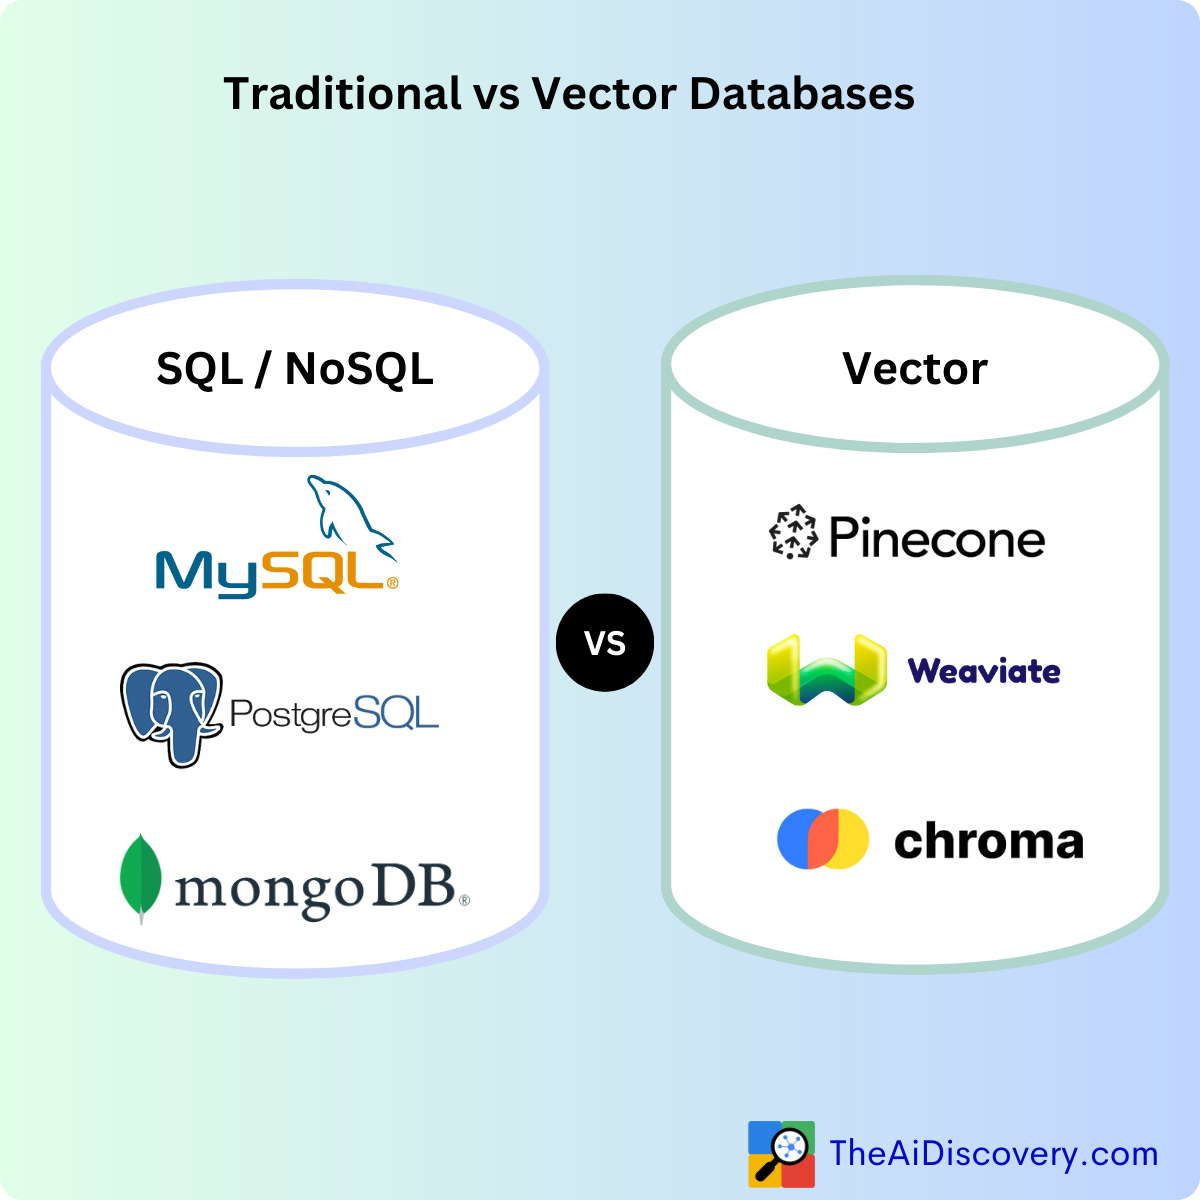 Traditional vs Vector Databases
SQL / NoSQL
MySQL®
PostgreSQL
mongoDB®
VS
Vector
Pinecone
Weaviate
chroma
TheAiDiscovery.com